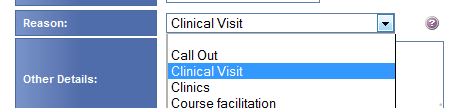 Reason: Clinical Visit
Call Out
Clinical Visit
Other Details: Clinics
Course facilitation